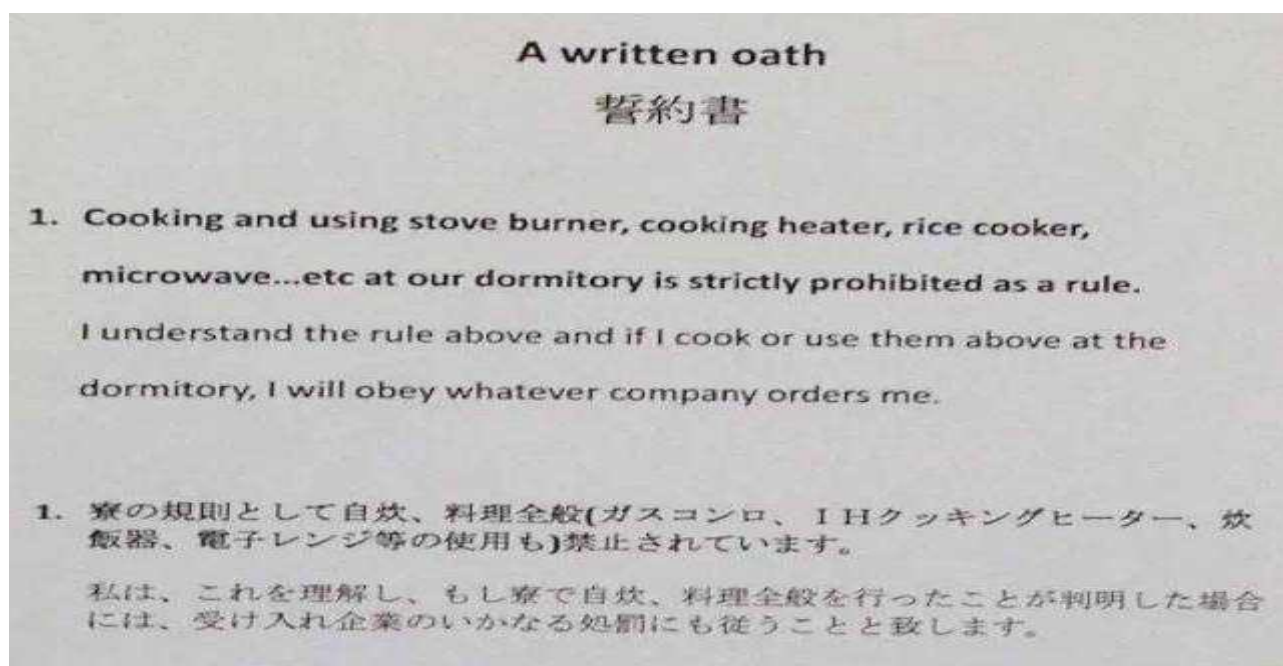 A written oath
誓約書
1. Cooking and using stove burner, cooking heater, rice cooker,
microwave...etc at our dormitory is strictly prohibited as a rule.
I understand the rule above and if I cook or use them above at the
dormitory, I will obey whatever company orders me.
1. 寮の規則として自炊、料理全般(ガスコンロ、ＩＨクッキングヒーター、炊
飯器、電子レンジ等の使用も)禁止されています。
私は、これを理解し、もし寮で自炊、料理全般を行ったことが判明した場合
には、受け入れ企業のいかなる処罰にも従うことと致します。